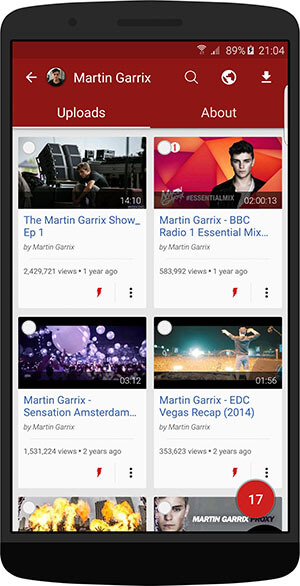 89% 21:04
Martin Garrix
Uploads About
14:10
#ESSENTIALMIX
02:00:13
The Martin Garrix Show_
Ep 1
by Martin Garrix
2,429,721 views • 1 year ago
Martin Garrix - BBC
Radio 1 Essential Mix...
by Martin Garrix
583,992 views • 1 year ago
03:12
01:56
Martin Garrix -
Sensation Amsterdam...
by Martin Garrix
1,531,224 views • 2 years ago
Martin Garrix - EDC
Vegas Recap (2014)
by Martin Garrix
353,623 views • 2 years ago
17
MARTIN GARRIX PROXY